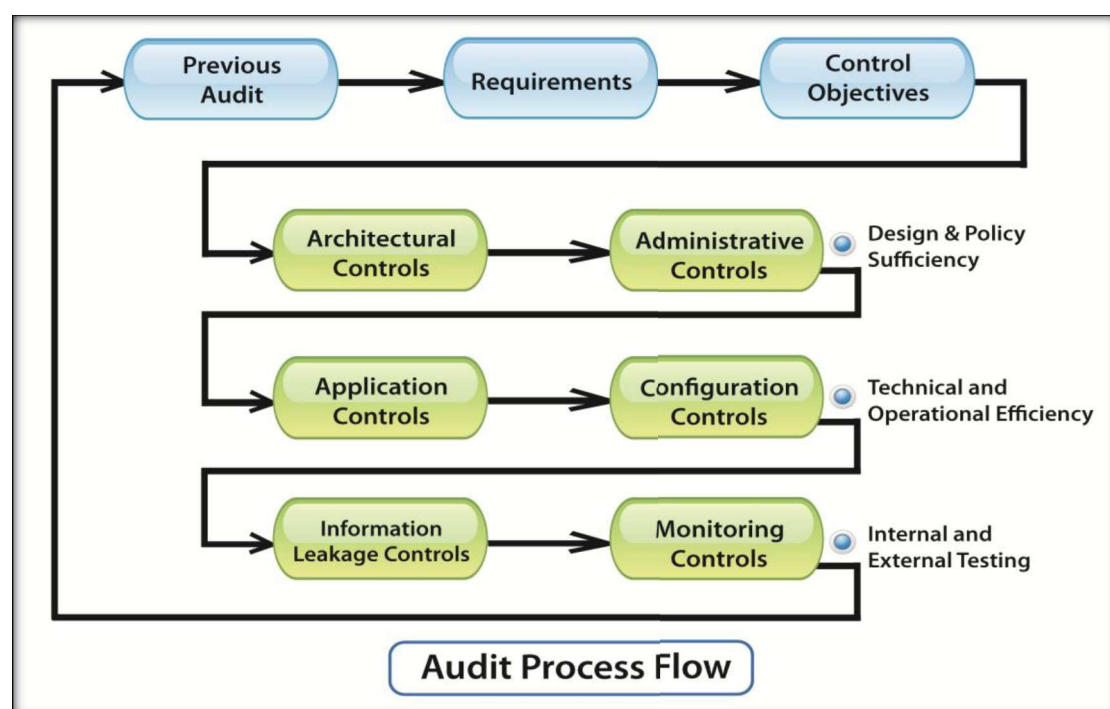 Previous
Audit
Requirements
Control
Objectives
Architectural
Controls
Administrative
Controls
Design & Policy
Sufficiency
Application
Controls
Configuration
Controls
Technical and
Operational Efficiency
Information
Leakage Controls
Monitoring
Controls
Internal and
External Testing
Audit Process Flow